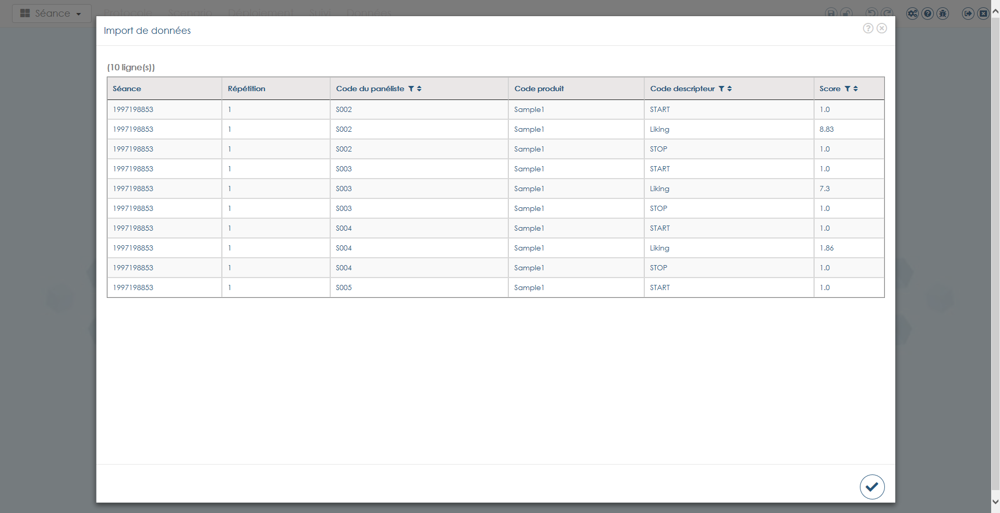 Séance
Protocole Scenario Déploiement Suivi Données
Import de données
(10 ligne(s))
Séance Répétition Code du panéliste Code produit Code descripteur Score
1997198853 1 S002 Sample1 START 1.0
1997198853 1 S002 Sample1 Liking 8.83
1997198853 1 S002 Sample1 STOP 1.0
1997198853 1 S003 Sample1 START 1.0
1997198853 1 S003 Sample1 Liking 7.3
1997198853 1 S003 Sample1 STOP 1.0
1997198853 1 S004 Sample1 START 1.0
1997198853 1 S004 Sample1 Liking 1.86
1997198853 1 S004 Sample1 STOP 1.0
1997198853 1 S005 Sample1 START 1.0